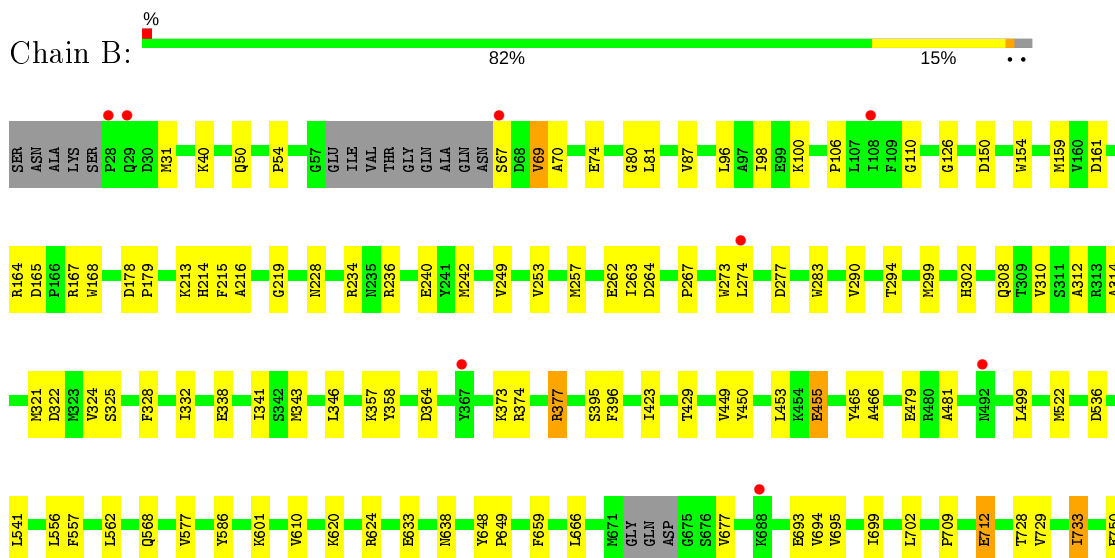 %
Chain B:
82% 15% • •
SER ASN ALA LYS SER P28 Q29 D30 M31 K40 Q50 P54 G57 GLU ILE VAL THR GLY GLN ALA GLN ASN S67 D68 V69 A70 E74 G80 L81 V87 L96 A97 I98 E99 K100 P106 L107 I108 F109 G110 G126 D150 W154 M159 V160 D161
R164 D165 P166 R167 W168 D178 P179 K213 H214 F215 A216 G219 N228 R234 N235 R236 E240 Y241 M242 V249 V253 M257 E262 I263 D264 P267 W273 L274 D277 W283 V290 T294 M299 H302 Q308 T309 V310 S311 A312 R313 A314
M321 D322 M323 V324 S325 F328 I332 E338 I341 S342 M343 L346 K357 Y358 D364 Y367 K373 R374 R377 S395 F396 I423 T429 V449 Y450 L453 K454 E455 Y465 A466 E479 R480 A481 N492 L499 M522 D536
L541 L556 F557 L562 Q568 V577 Y586 K601 V610 K620 R624 E633 N638 Y648 P649 F659 L666 M671 GLY GLN ASP G675 S676 V677 K688 E693 V694 V695 I699 L702 P709 E712 T728 V729 I733